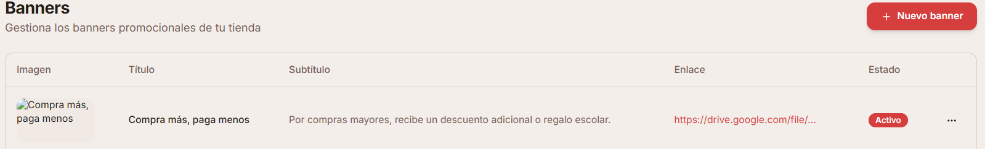 Banners
Gestiona los banners promocionales de tu tienda
+ Nuevo banner
Imagen Título Subtítulo Enlace Estado
Compra más,
paga menos
Compra más, paga menos
Por compras mayores, recibe un descuento adicional o regalo escolar.
https://drive.google.com/file/...
Activo
...